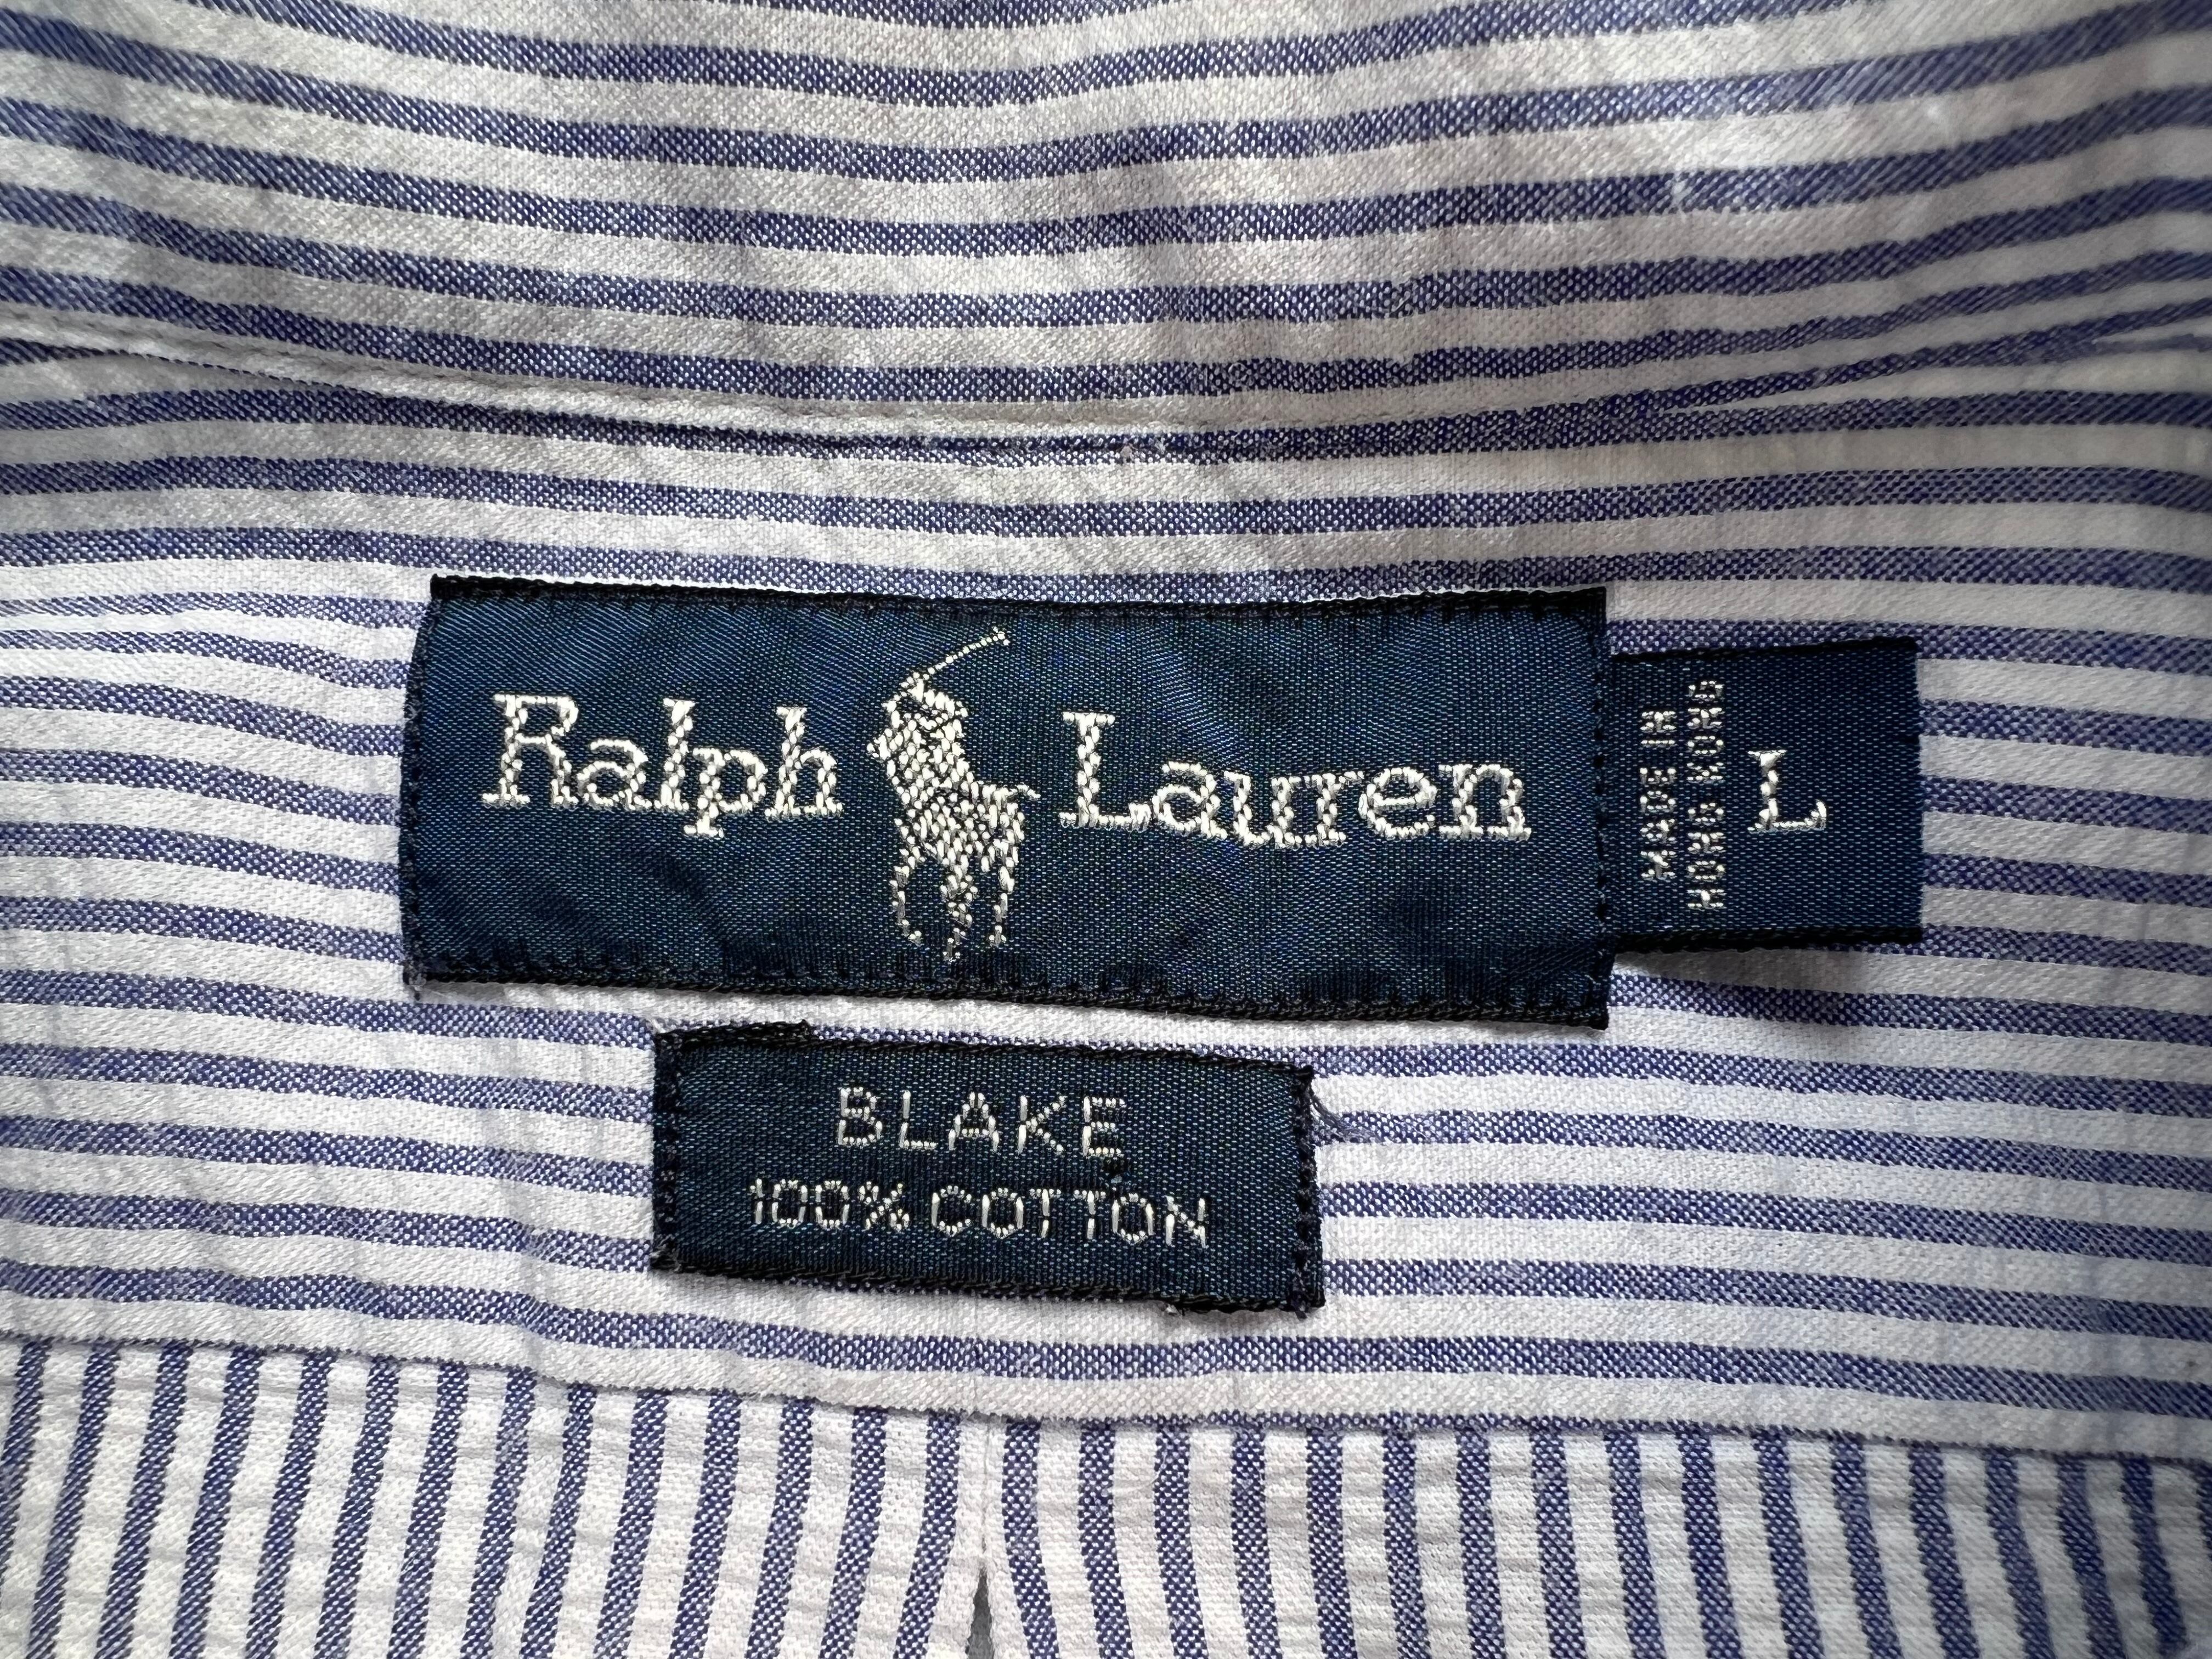 Ralph Lauren
MADE IN
HONG KONG
L
BLAKE
100% COTTON